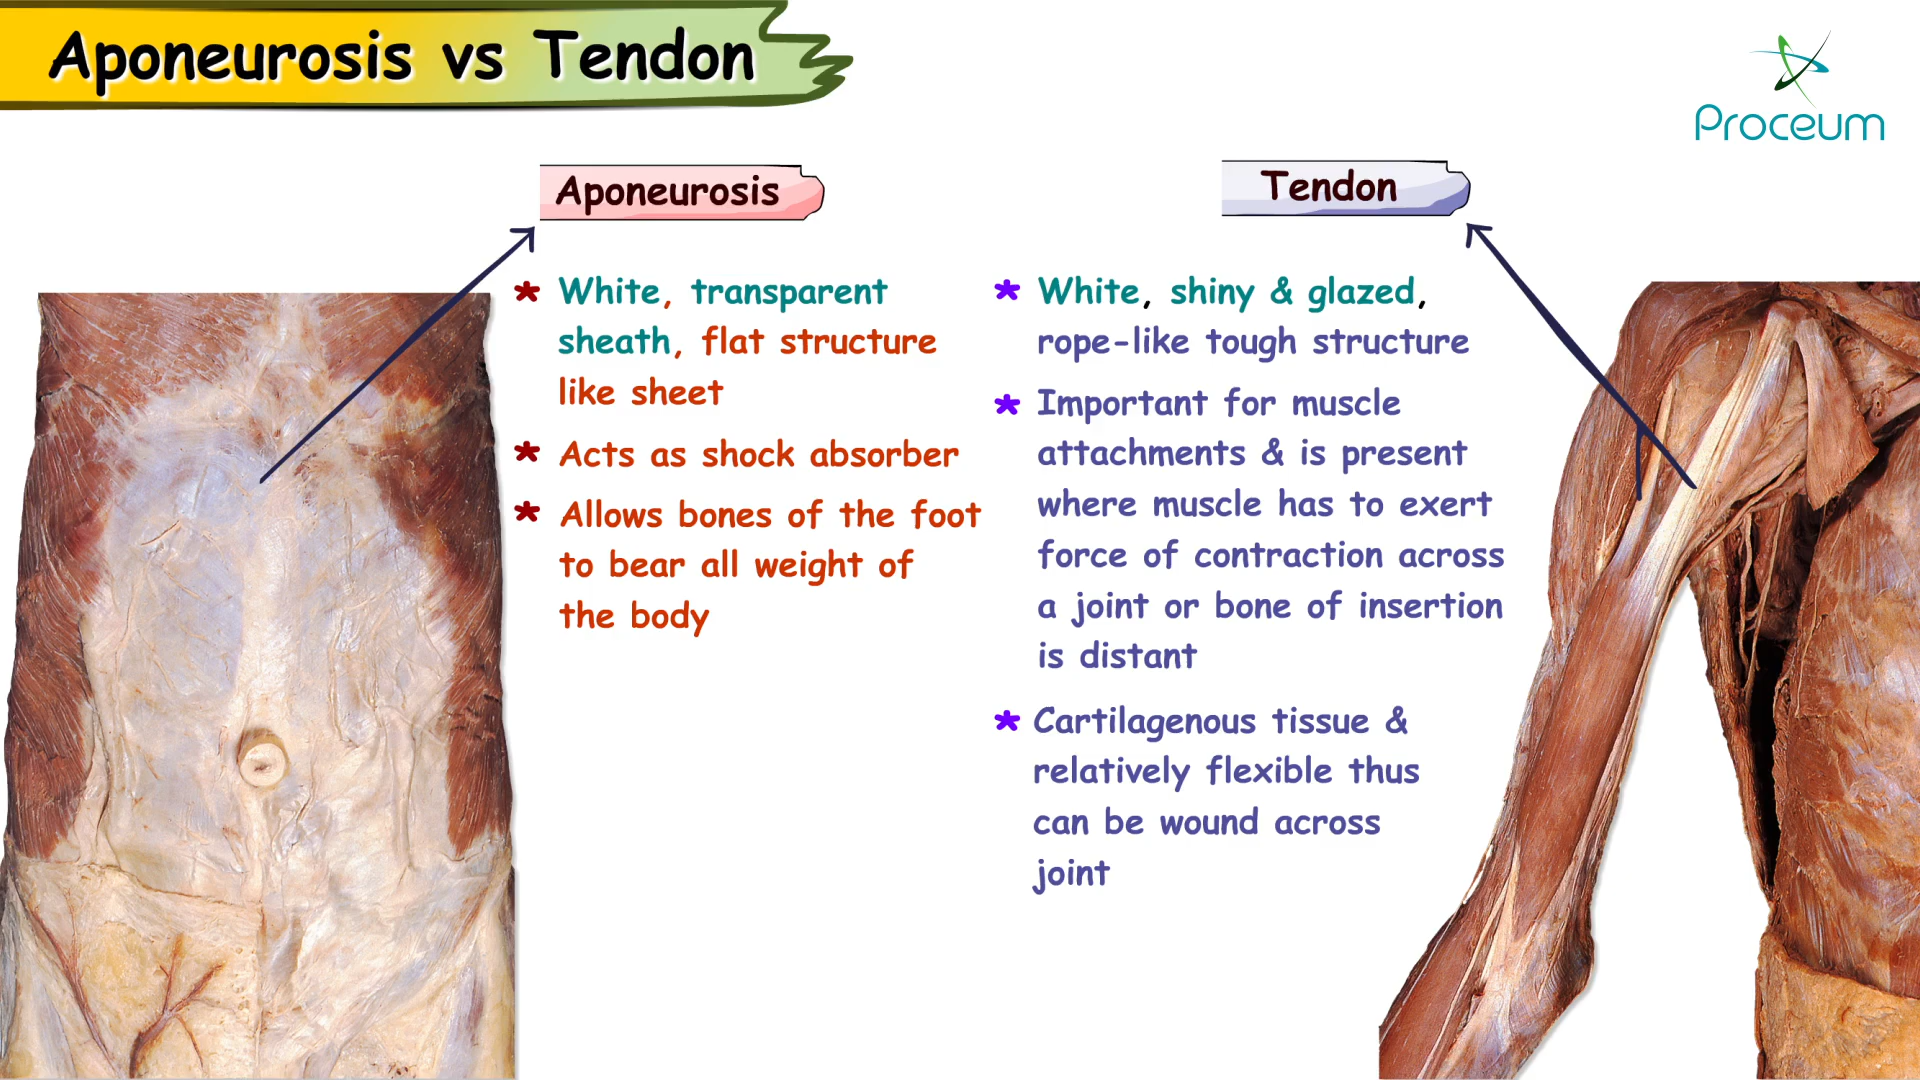 Aponeurosis vs Tendon
Proceum
Aponeurosis
* White, transparent
sheath, flat structure
like sheet
* Acts as shock absorber
* Allows bones of the foot
to bear all weight of
the body
Tendon
* White, shiny & glazed,
rope-like tough structure
* Important for muscle
attachments & is present
where muscle has to exert
force of contraction across
a joint or bone of insertion
is distant
* Cartilagenous tissue &
relatively flexible thus
can be wound across
joint